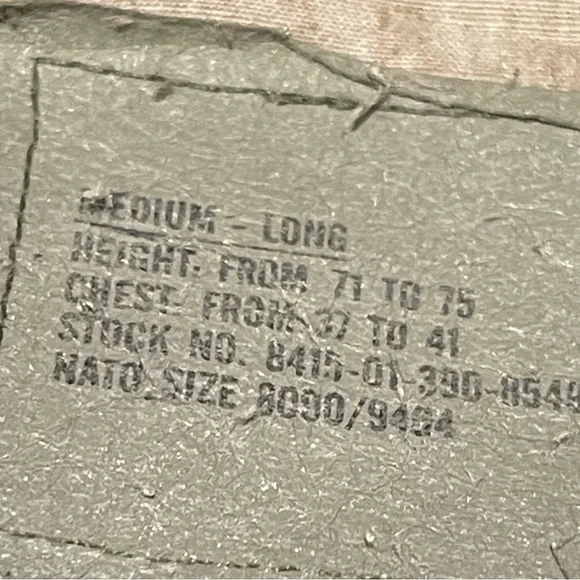 MEDIUM - LONG
HEIGHT: FROM 71 TO 75
CHEST: FROM 37 TO 41
STOCK NO. 8415-01-390-8549
NATO SIZE 8090/9404